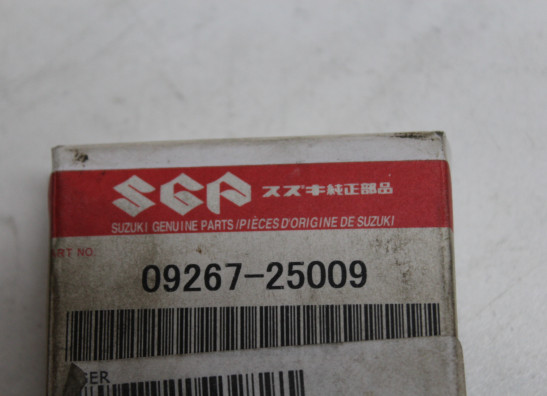 SGP スズキ純正部品
SUZUKI GENUINE PARTS/PIÈCES D'ORIGINE DE SUZUKI
RT NO.
09267-25009
SER